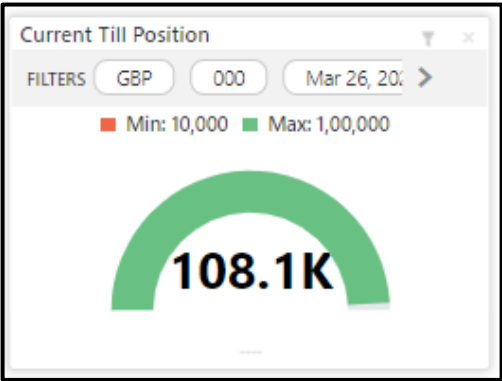 Current Till Position
FILTERS GBP 000 Mar 26, 202
Min: 10,000 Max: 1,00,000
108.1K